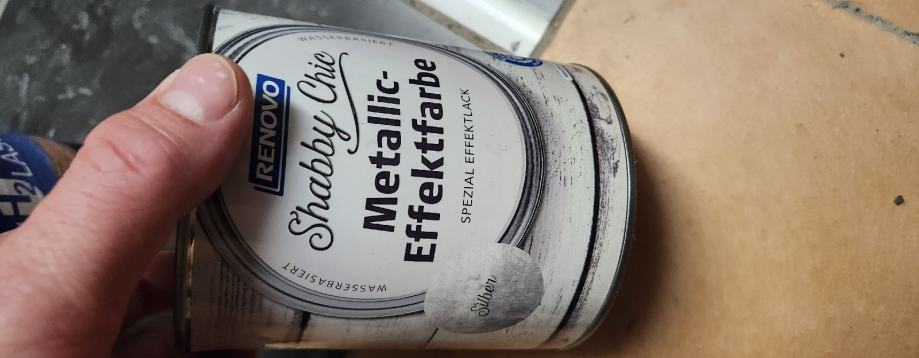 WASSERBASIERT
RENOVO
Shabby Chic
Metallic-
Effektfarbe
SPEZIAL EFFEKTLACK
WASSERBASIERT
Silber